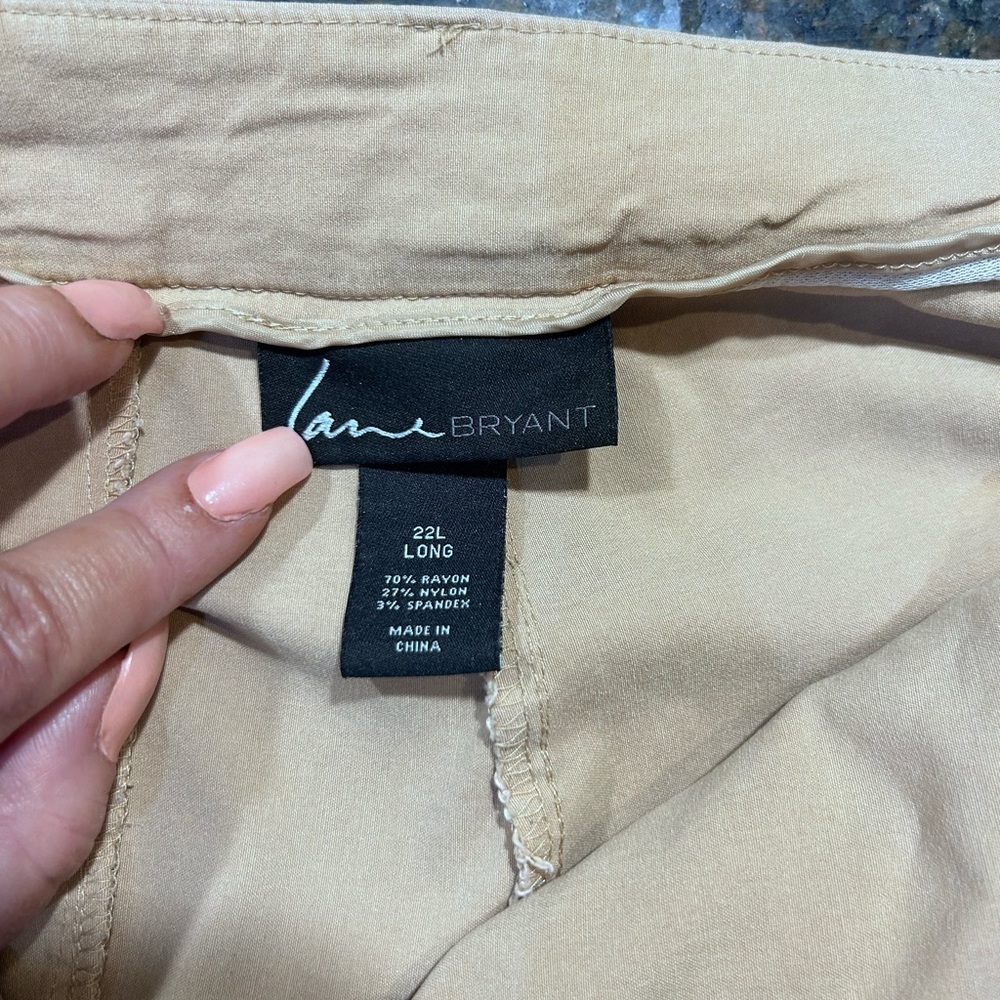 lane BRYANT
22L
LONG
70% RAYON
27% NYLON
3% SPANDEX
MADE IN
CHINA